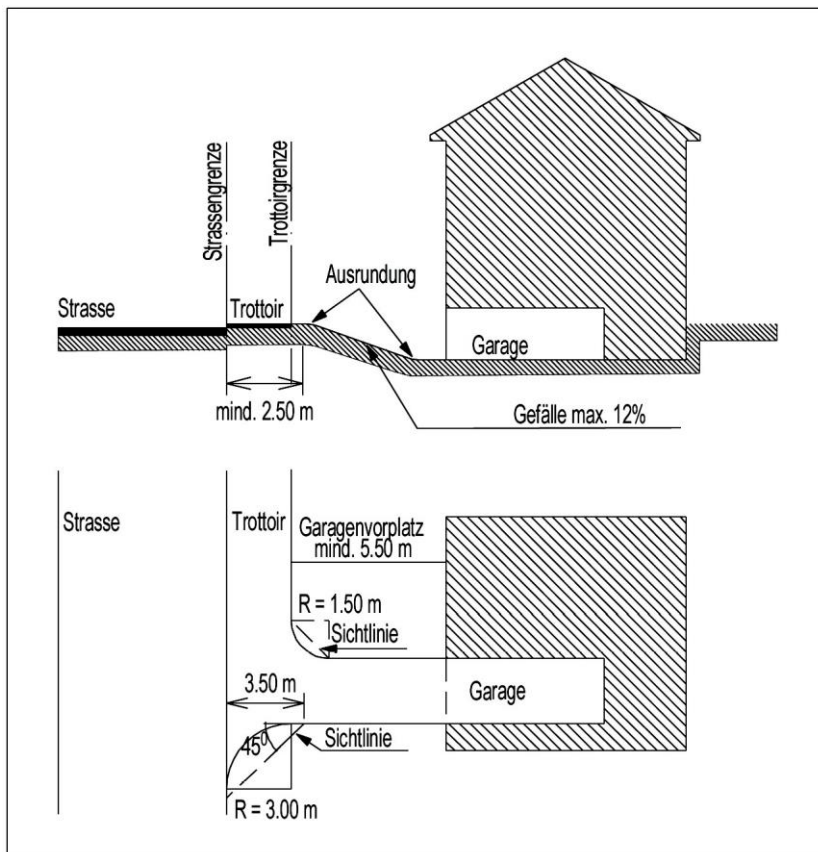 Strassengrenze
Trottoirgrenze
Ausrundung
Strasse
Trottoir
Garage
mind. 2.50 m
Gefälle max. 12%
Strasse
Trottoir
Garagenvorplatz
mind. 5.50 m
R = 1.50 m
Sichtlinie
3.50 m
Garage
45⁰
Sichtlinie
R = 3.00 m